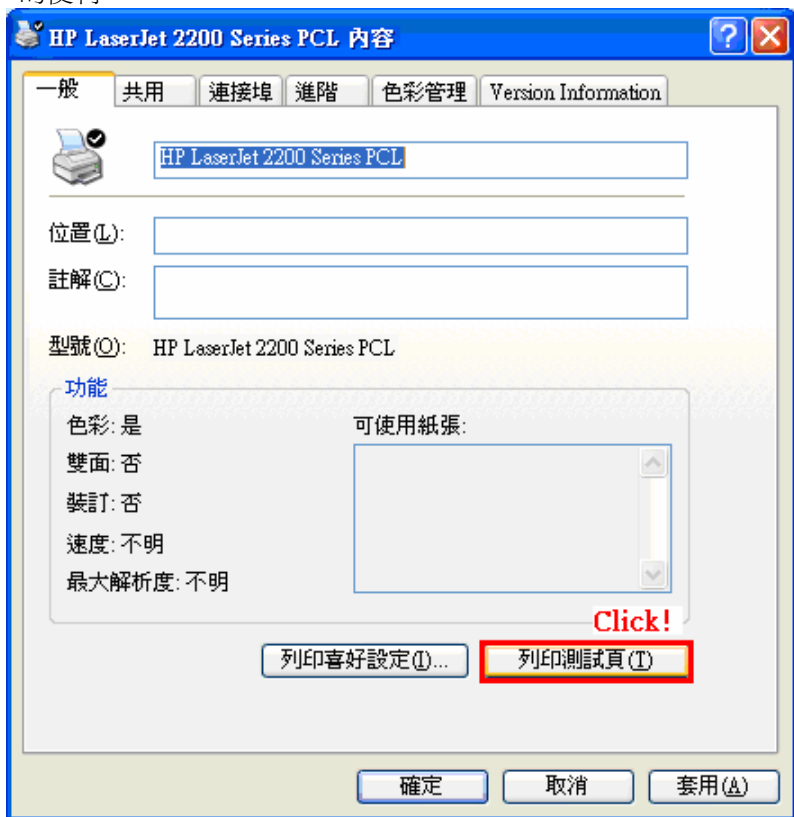 HP LaserJet 2200 Series PCL 內容
一般 共用 連接埠 進階 色彩管理 Version Information
HP LaserJet 2200 Series PCL
位置(L):
註解(C):
型號(O): HP LaserJet 2200 Series PCL
功能
色彩: 是 可使用紙張:
雙面: 否
裝訂: 否
速度: 不明
最大解析度: 不明
Click!
列印喜好設定(I)... 列印測試頁(T)
確定 取消 套用(A)